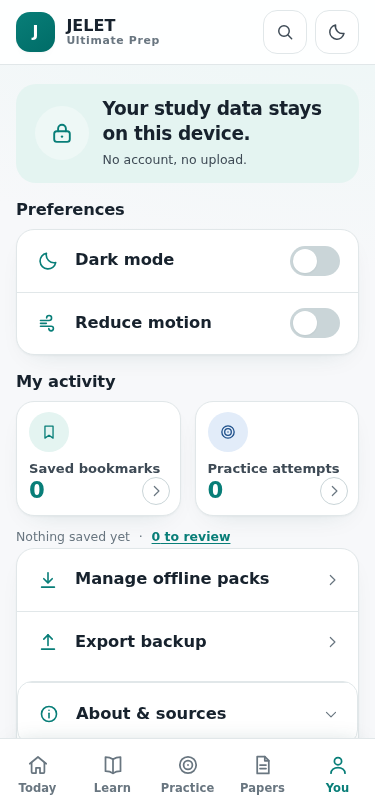 J
JELET
Ultimate Prep
Your study data stays
on this device.
No account, no upload.
Preferences
Dark mode
Reduce motion
My activity
Saved bookmarks
0
Practice attempts
0
Nothing saved yet · 0 to review
Manage offline packs
Export backup
About & sources
Today
Learn
Practice
Papers
You